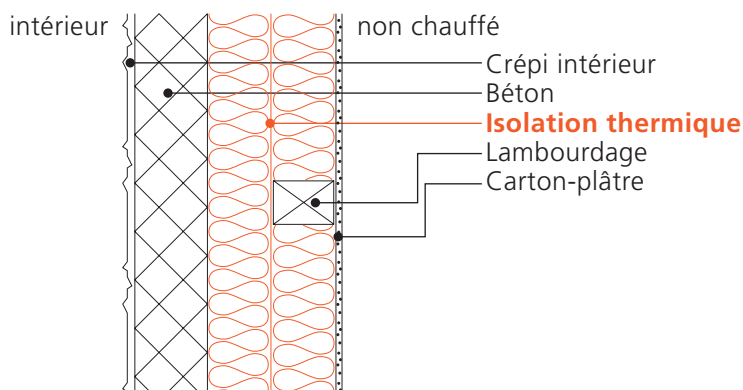 intérieur
non chauffé
Crépi intérieur
Béton
Isolation thermique
Lambourdage
Carton-plâtre